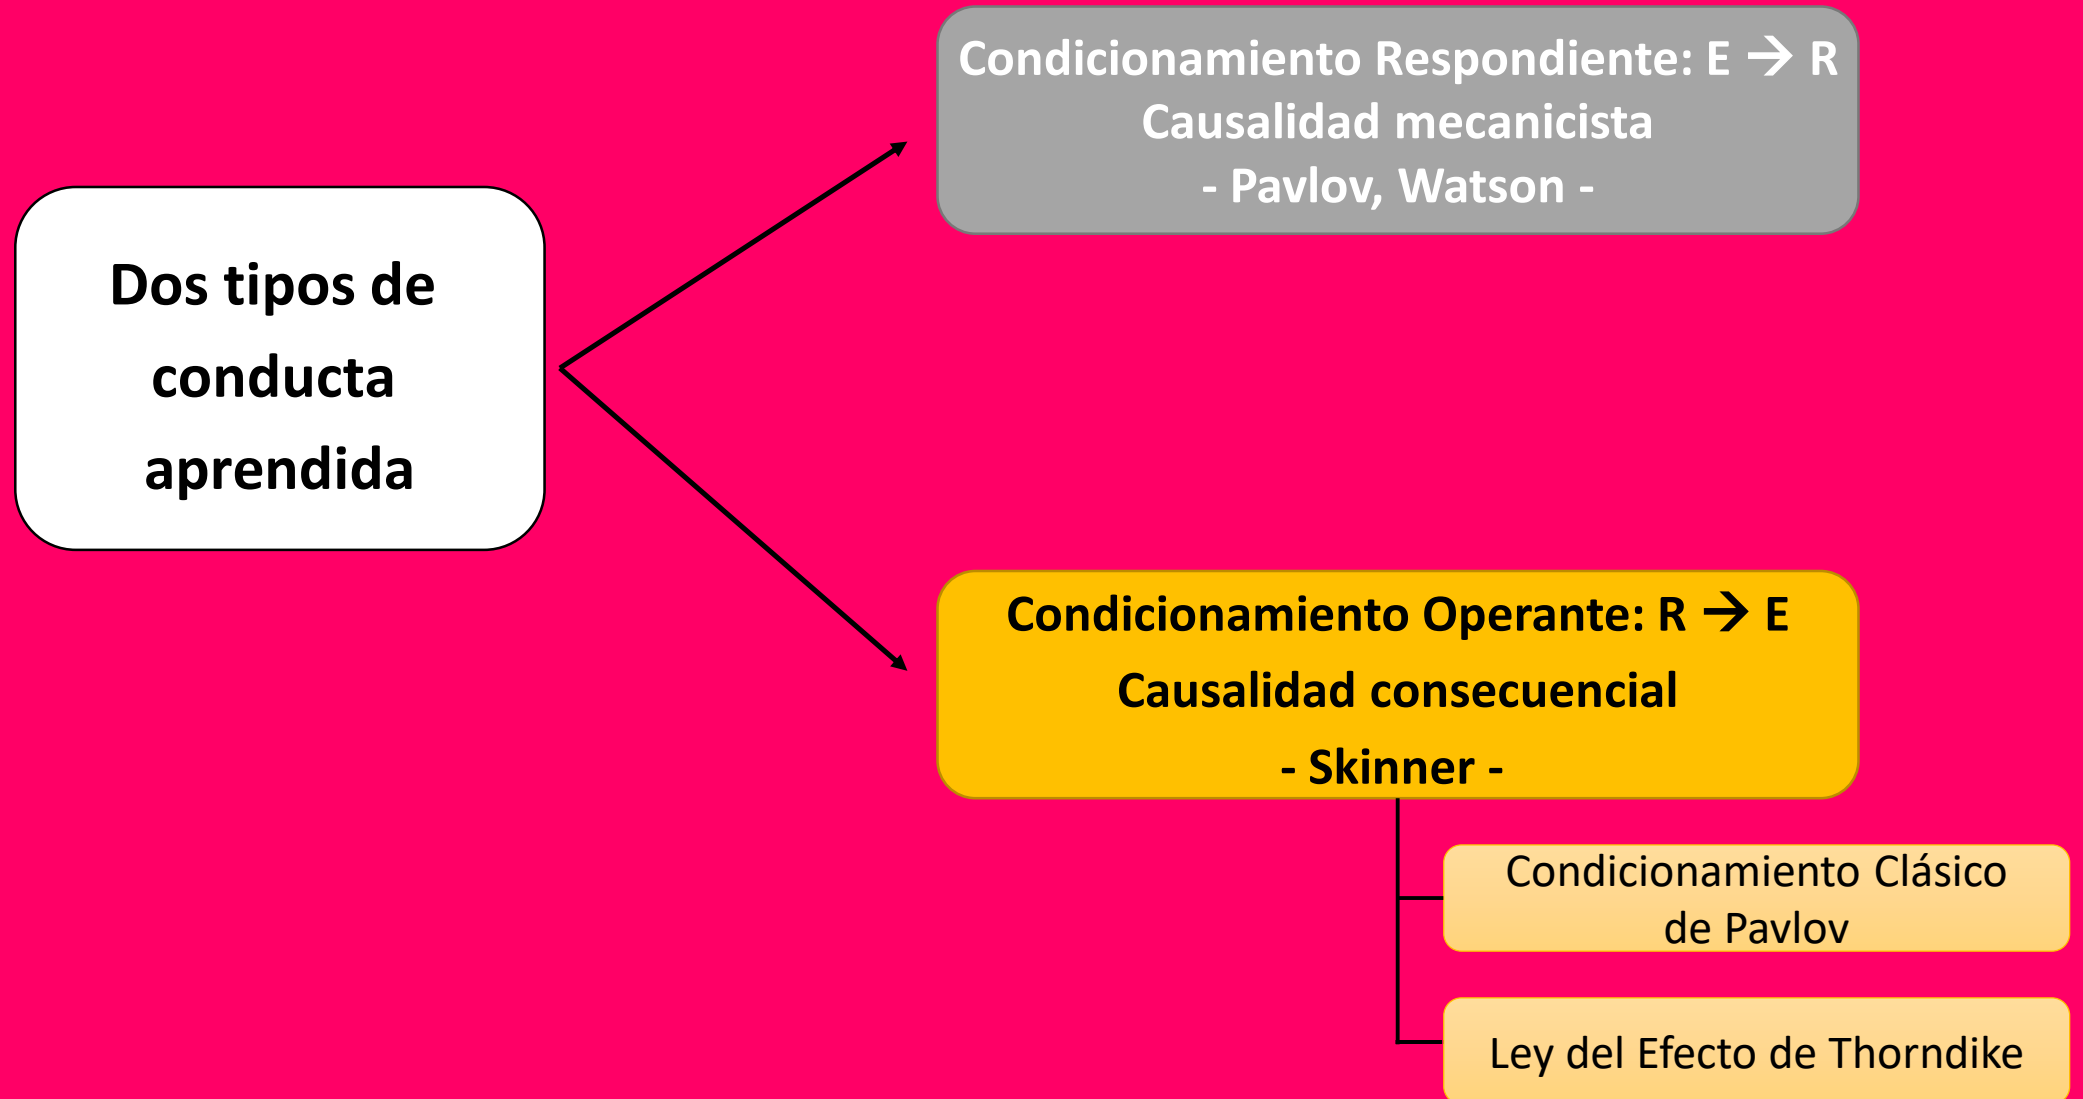 Dos tipos de
conducta
aprendida
Condicionamiento Respondiente: E → R
Causalidad mecanicista
- Pavlov, Watson -
Condicionamiento Operante: R → E
Causalidad consecuencial
- Skinner -
Condicionamiento Clásico
de Pavlov
Ley del Efecto de Thorndike